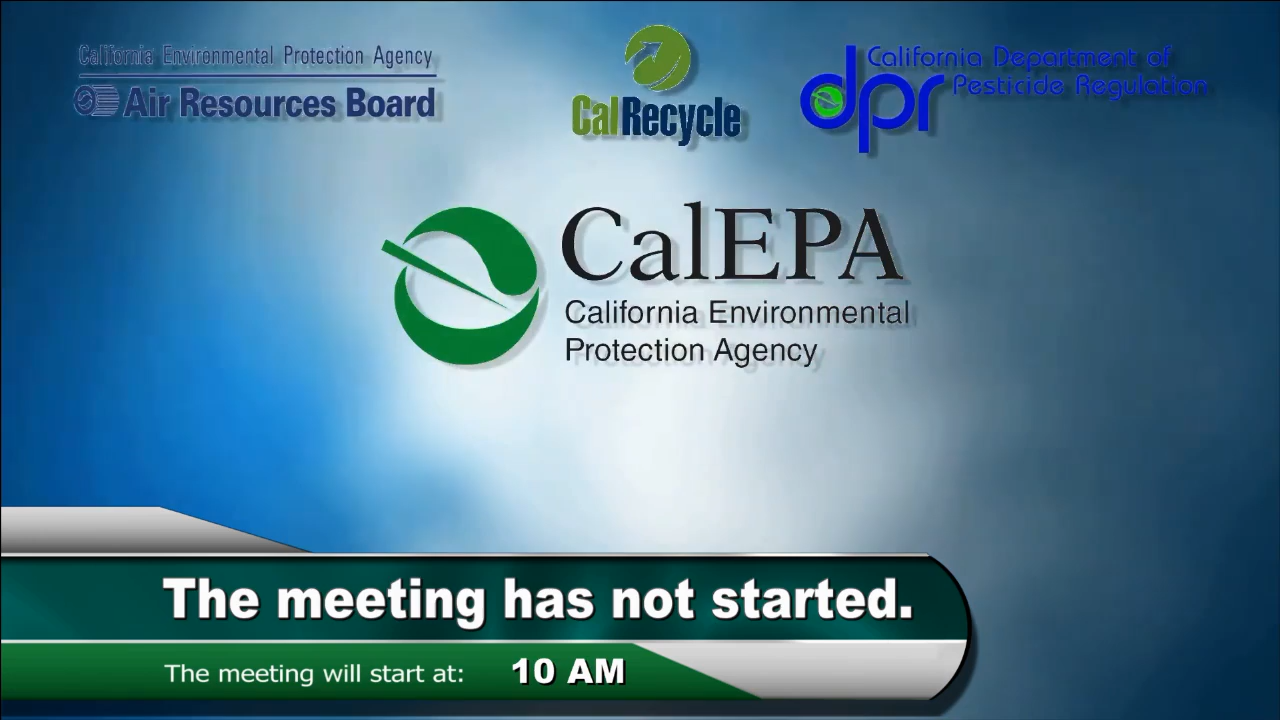 California Environmental Protection Agency
Air Resources Board
CalRecycle
dpr
California Department of
Pesticide Regulation
CalEPA
California Environmental
Protection Agency
The meeting has not started.
The meeting will start at: 10 AM